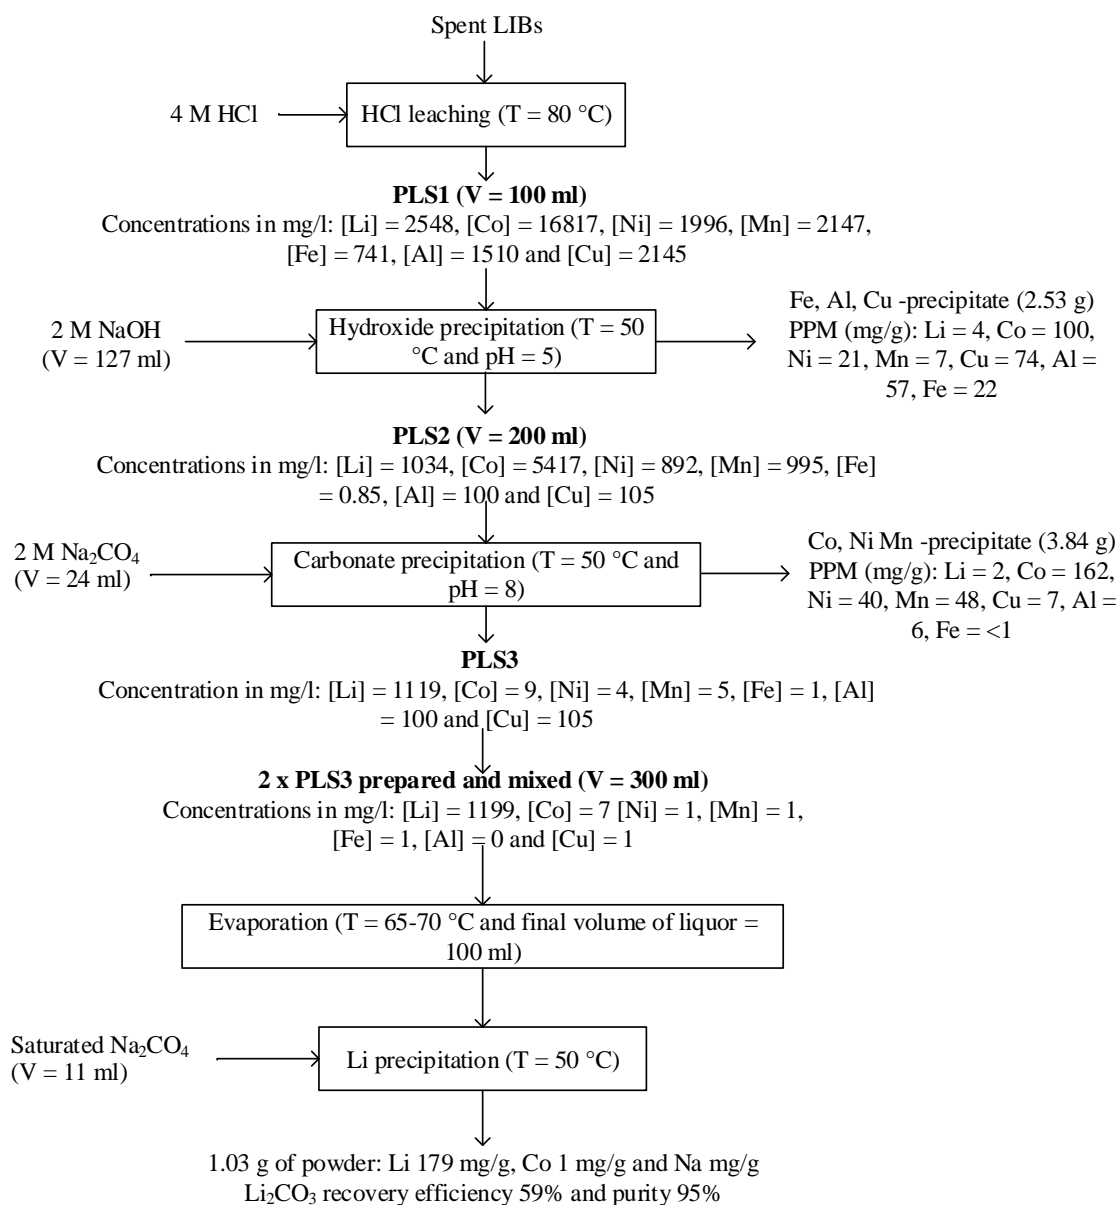 Spent LIBs
4 M HCl
HCl leaching (T = 80 °C)
PLS1 (V = 100 ml)
Concentrations in mg/l: [Li] = 2548, [Co] = 16817, [Ni] = 1996, [Mn] = 2147,
[Fe] = 741, [Al] = 1510 and [Cu] = 2145
2 M NaOH
(V = 127 ml)
Hydroxide precipitation (T = 50
°C and pH = 5)
Fe, Al, Cu -precipitate (2.53 g)
PPM (mg/g): Li = 4, Co = 100,
Ni = 21, Mn = 7, Cu = 74, Al =
57, Fe = 22
PLS2 (V = 200 ml)
Concentrations in mg/l: [Li] = 1034, [Co] = 5417, [Ni] = 892, [Mn] = 995, [Fe]
= 0.85, [Al] = 100 and [Cu] = 105
2 M Na₂CO₄
(V = 24 ml)
Carbonate precipitation (T = 50 °C and
pH = 8)
Co, Ni Mn -precipitate (3.84 g)
PPM (mg/g): Li = 2, Co = 162,
Ni = 40, Mn = 48, Cu = 7, Al =
6, Fe = <1
PLS3
Concentration in mg/l: [Li] = 1119, [Co] = 9, [Ni] = 4, [Mn] = 5, [Fe] = 1, [Al]
= 100 and [Cu] = 105
2 x PLS3 prepared and mixed (V = 300 ml)
Concentrations in mg/l: [Li] = 1199, [Co] = 7 [Ni] = 1, [Mn] = 1,
[Fe] = 1, [Al] = 0 and [Cu] = 1
Evaporation (T = 65-70 °C and final volume of liquor =
100 ml)
Saturated Na₂CO₄
(V = 11 ml)
Li precipitation (T = 50 °C)
1.03 g of powder: Li 179 mg/g, Co 1 mg/g and Na mg/g
Li₂CO₃ recovery efficiency 59% and purity 95%